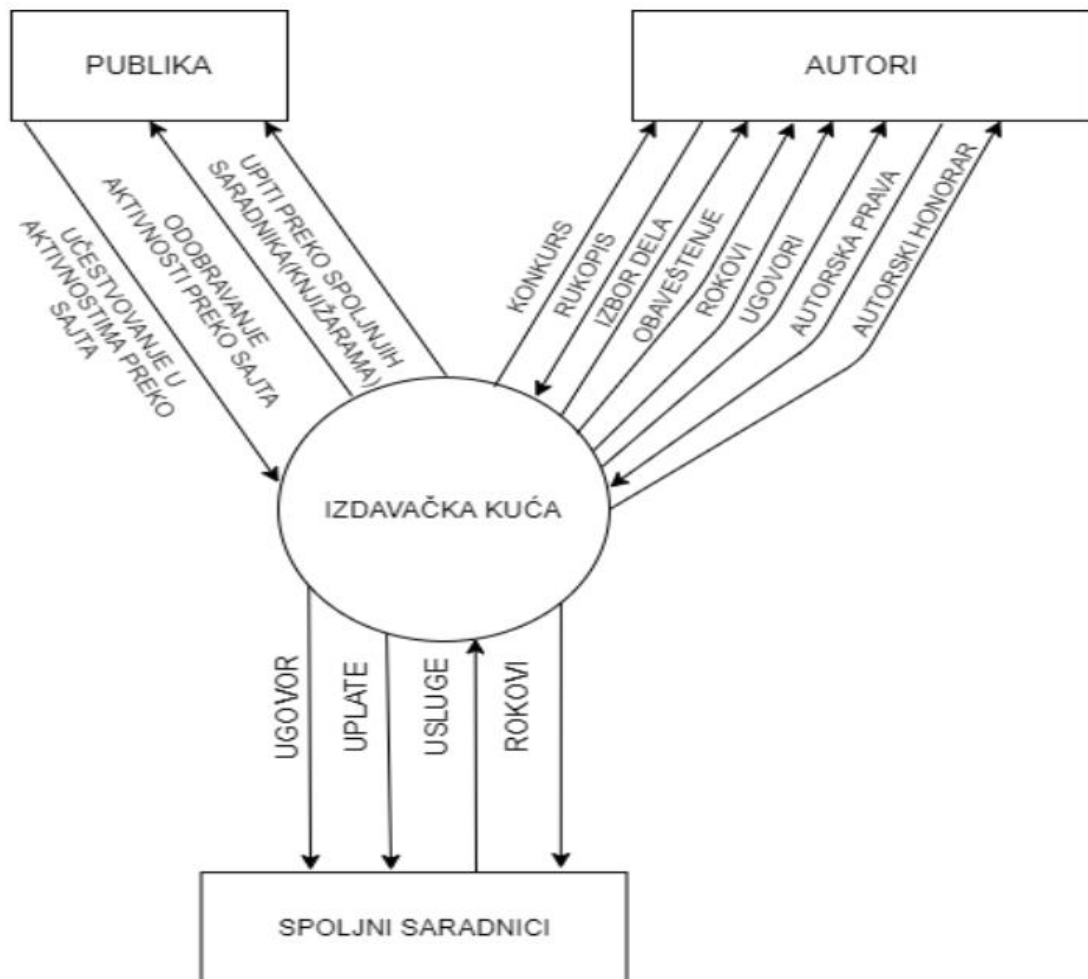 PUBLIKA
AUTORI
UČESTVOVANJE U
AKTIVNOSTIMA PREKO
SAJTA
ODOBRAVANJE
AKTIVNOSTI PREKO SAJTA
UPITI PREKO SPOLJNJIH
SARADNIKA(KNJIŽARAMA)
KONKURS
RUKOPIS
IZBOR DELA
OBAVEŠTENJE
ROKOVI
UGOVORI
AUTORSKA PRAVA
AUTORSKI HONORAR
IZDAVAČKA KUĆA
UGOVOR
UPLATE
USLUGE
ROKOVI
SPOLJNI SARADNICI